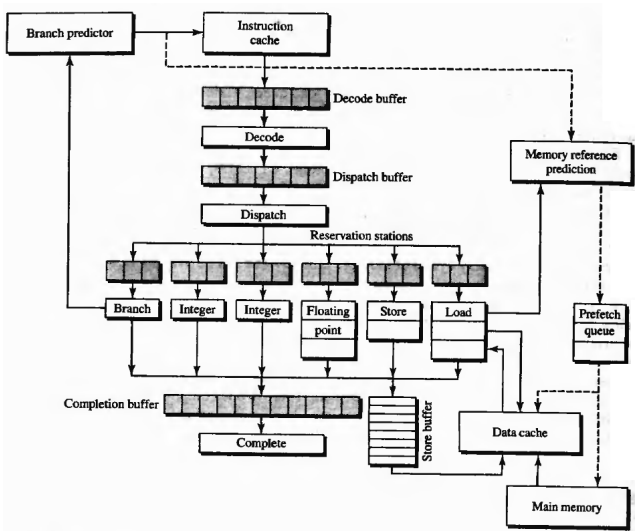 Branch predictor
Instruction
cache
Decode buffer
Decode
Memory reference
prediction
Dispatch buffer
Dispatch
Reservation stations
Branch
Integer
Integer
Floating
point
Store
Load
Prefetch
queue
Completion buffer
Complete
Store buffer
Data cache
Main memory